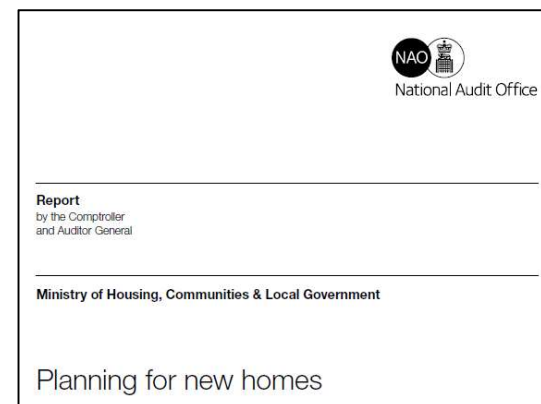 NAO
National Audit Office
Report
by the Comptroller
and Auditor General
Ministry of Housing, Communities & Local Government
Planning for new homes